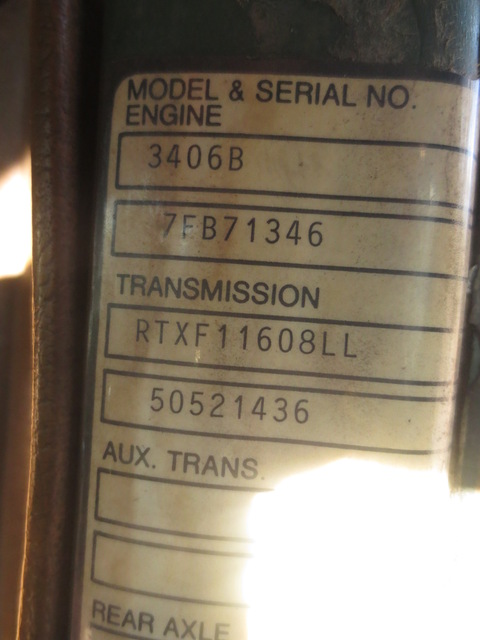 MODEL & SERIAL NO.
ENGINE
3406B
7FB71346
TRANSMISSION
RTXF11608LL
50521436
AUX. TRANS.
REAR AXLE